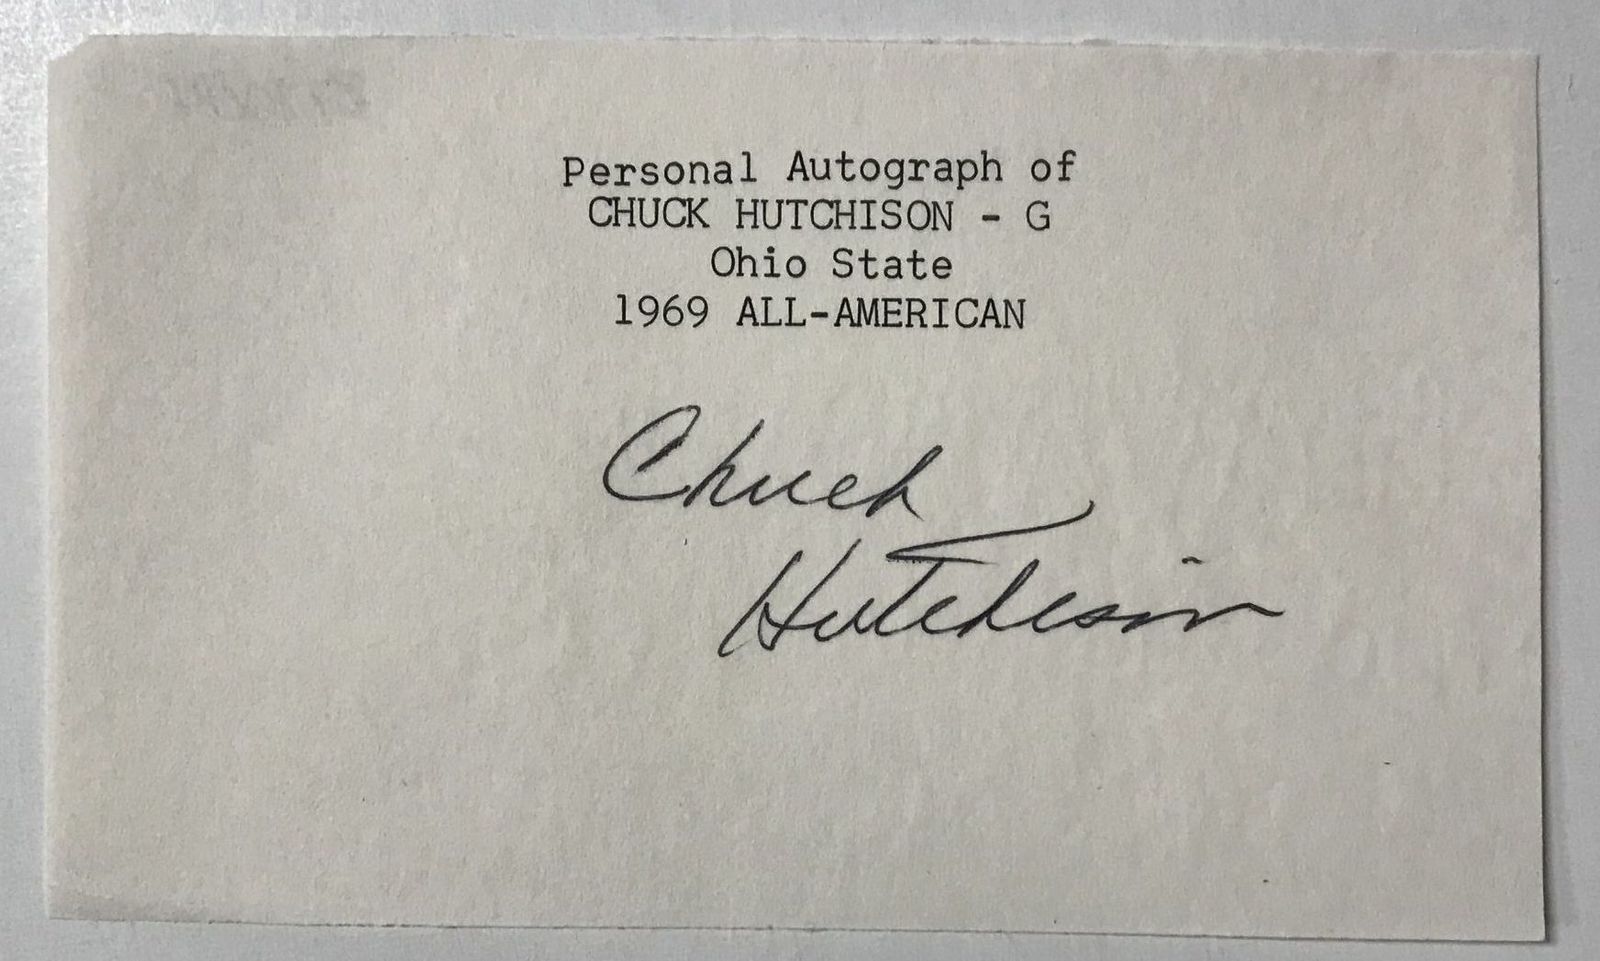 Personal Autograph of
CHUCK HUTCHISON - G
Ohio State
1969 ALL-AMERICAN
Chuck
Hutchison